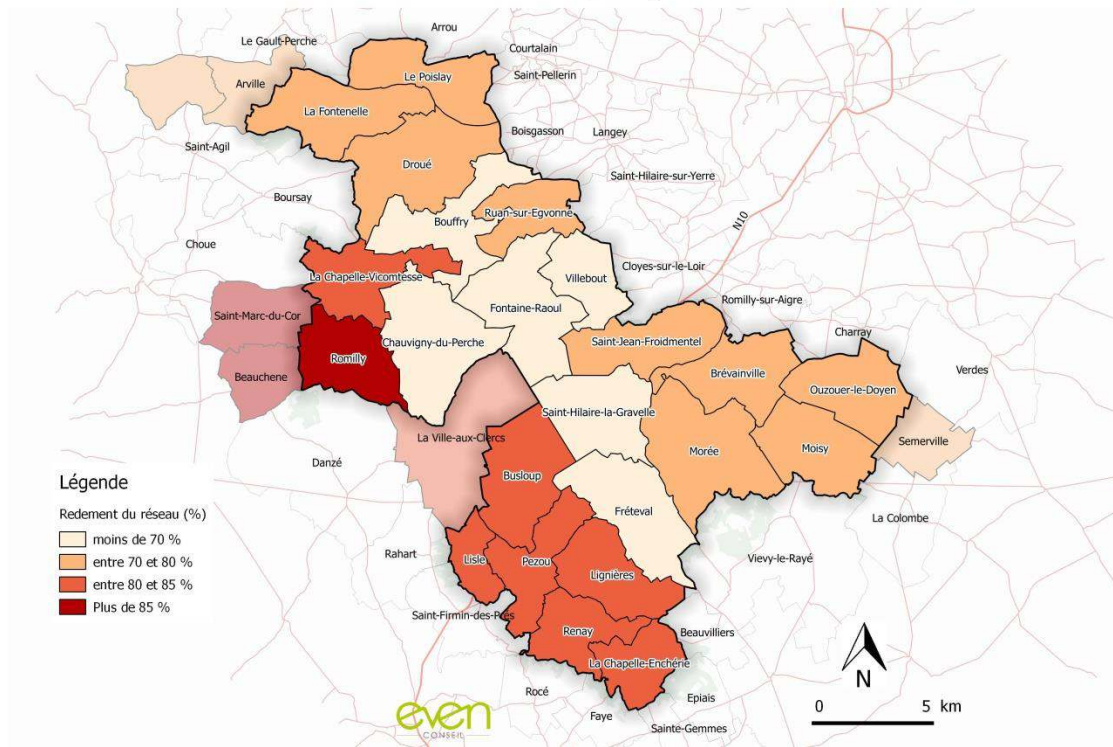 Arrou
Le Gault-Perche
Courtalain
Le Poislay
Saint-Pellerin
Arville
La Fontenelle
Boisgasson
Langey
Saint-Agil
Droué
Saint-Hilaire-sur-Yerre
Boursay
Ruan-sur-Egvonne
Bouffry
N10
Choue
La Chapelle-Vicomtesse
Villebout
Cloyes-sur-le-Loir
Romilly-sur-Aigre
Fontaine-Raoul
Saint-Marc-du-Cor
Charray
Chauvigny-du-Perche
Saint-Jean-Froidmentel
Romilly
Brévainville
Verdes
Beauchene
Ouzouer-le-Doyen
Saint-Hilaire-la-Gravelle
La Ville-aux-Clercs
Semerville
Morée
Moisy
Danzé
Busloup
Légende
Redement du réseau (%)
moins de 70 %
entre 70 et 80 %
entre 80 et 85 %
Plus de 85 %
Fréteval
La Colombe
Rahart
Lisle
Pezou
Vievy-le-Rayé
Lignières
Saint-Firmin-des-Prés
Renay
Beauvilliers
La Chapelle-Enchérie
N
Rocé
Epiais
0 5 km
even
CONSEIL
Faye
Sainte-Gemmes